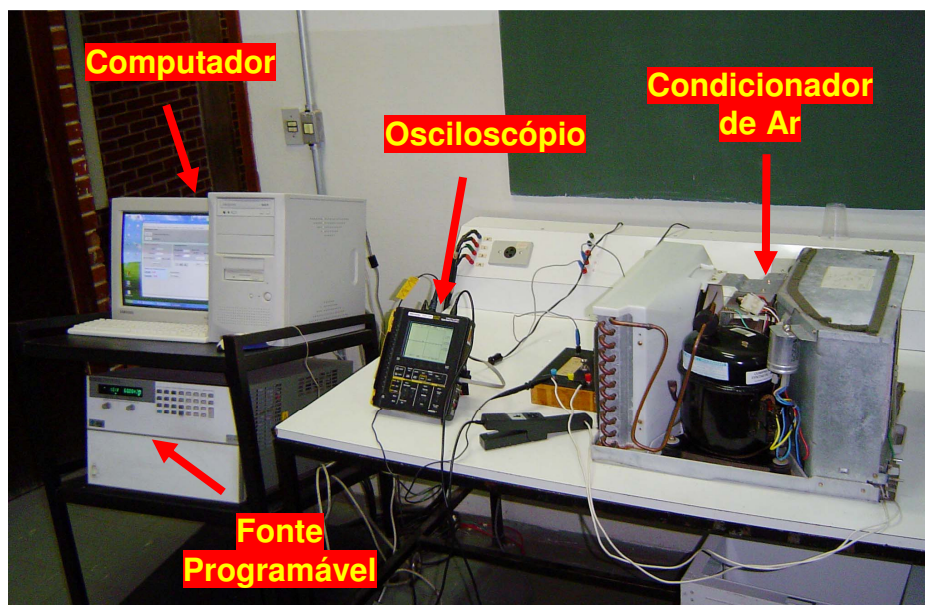 Computador
Osciloscópio
Condicionador
de Ar
Fonte
Programável